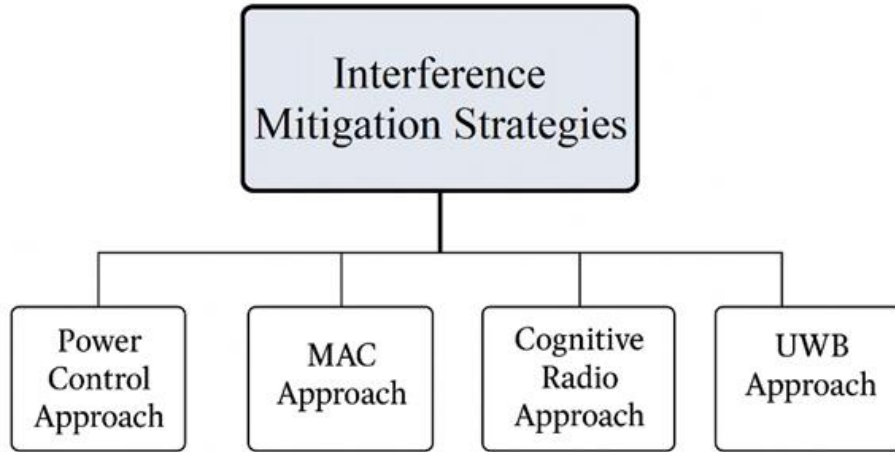 Interference
Mitigation Strategies
Power
Control
Approach
MAC
Approach
Cognitive
Radio
Approach
UWB
Approach